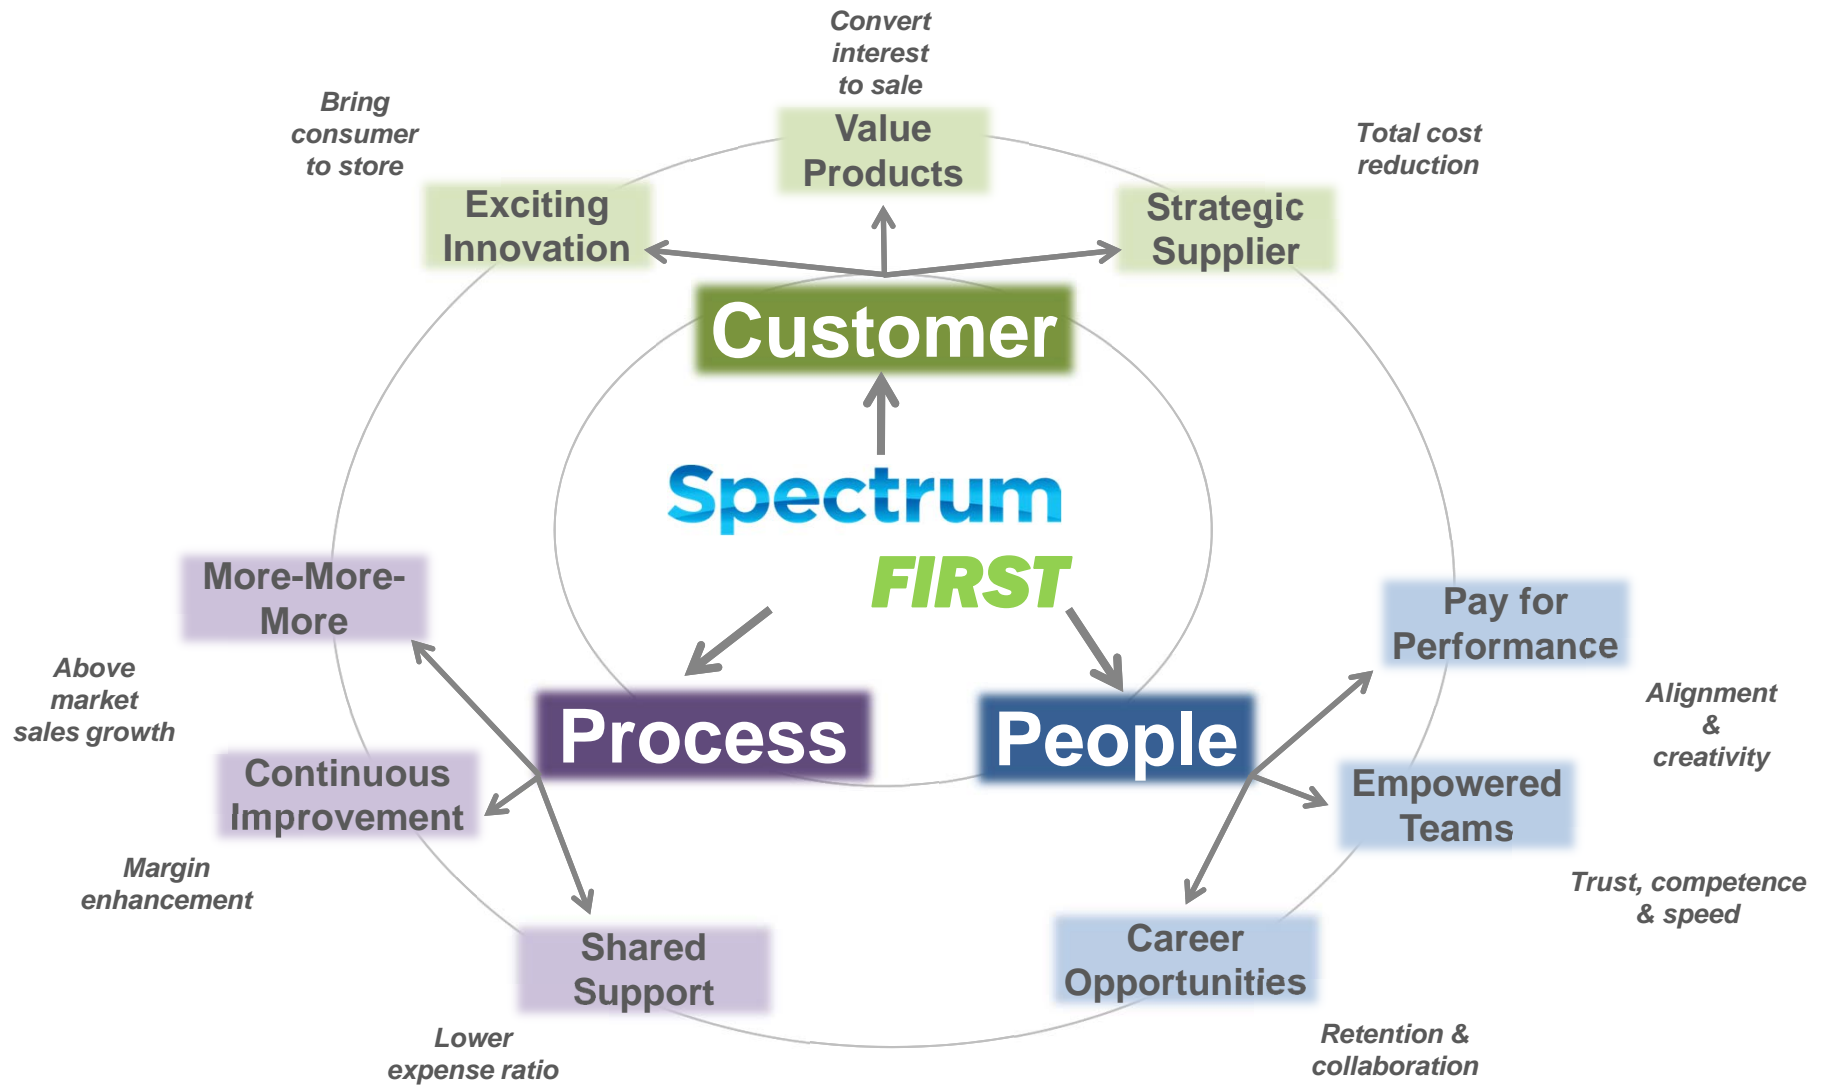 Convert
interest
to sale
Value
Products
Bring
consumer
to store
Exciting
Innovation
Total cost
reduction
Strategic
Supplier
Customer
Spectrum
FIRST
More-More-
More
Above
market
sales growth
Process
Continuous
Improvement
Margin
enhancement
Shared
Support
Lower
expense ratio
People
Pay for
Performance
Alignment
&
creativity
Empowered
Teams
Trust, competence
& speed
Career
Opportunities
Retention &
collaboration